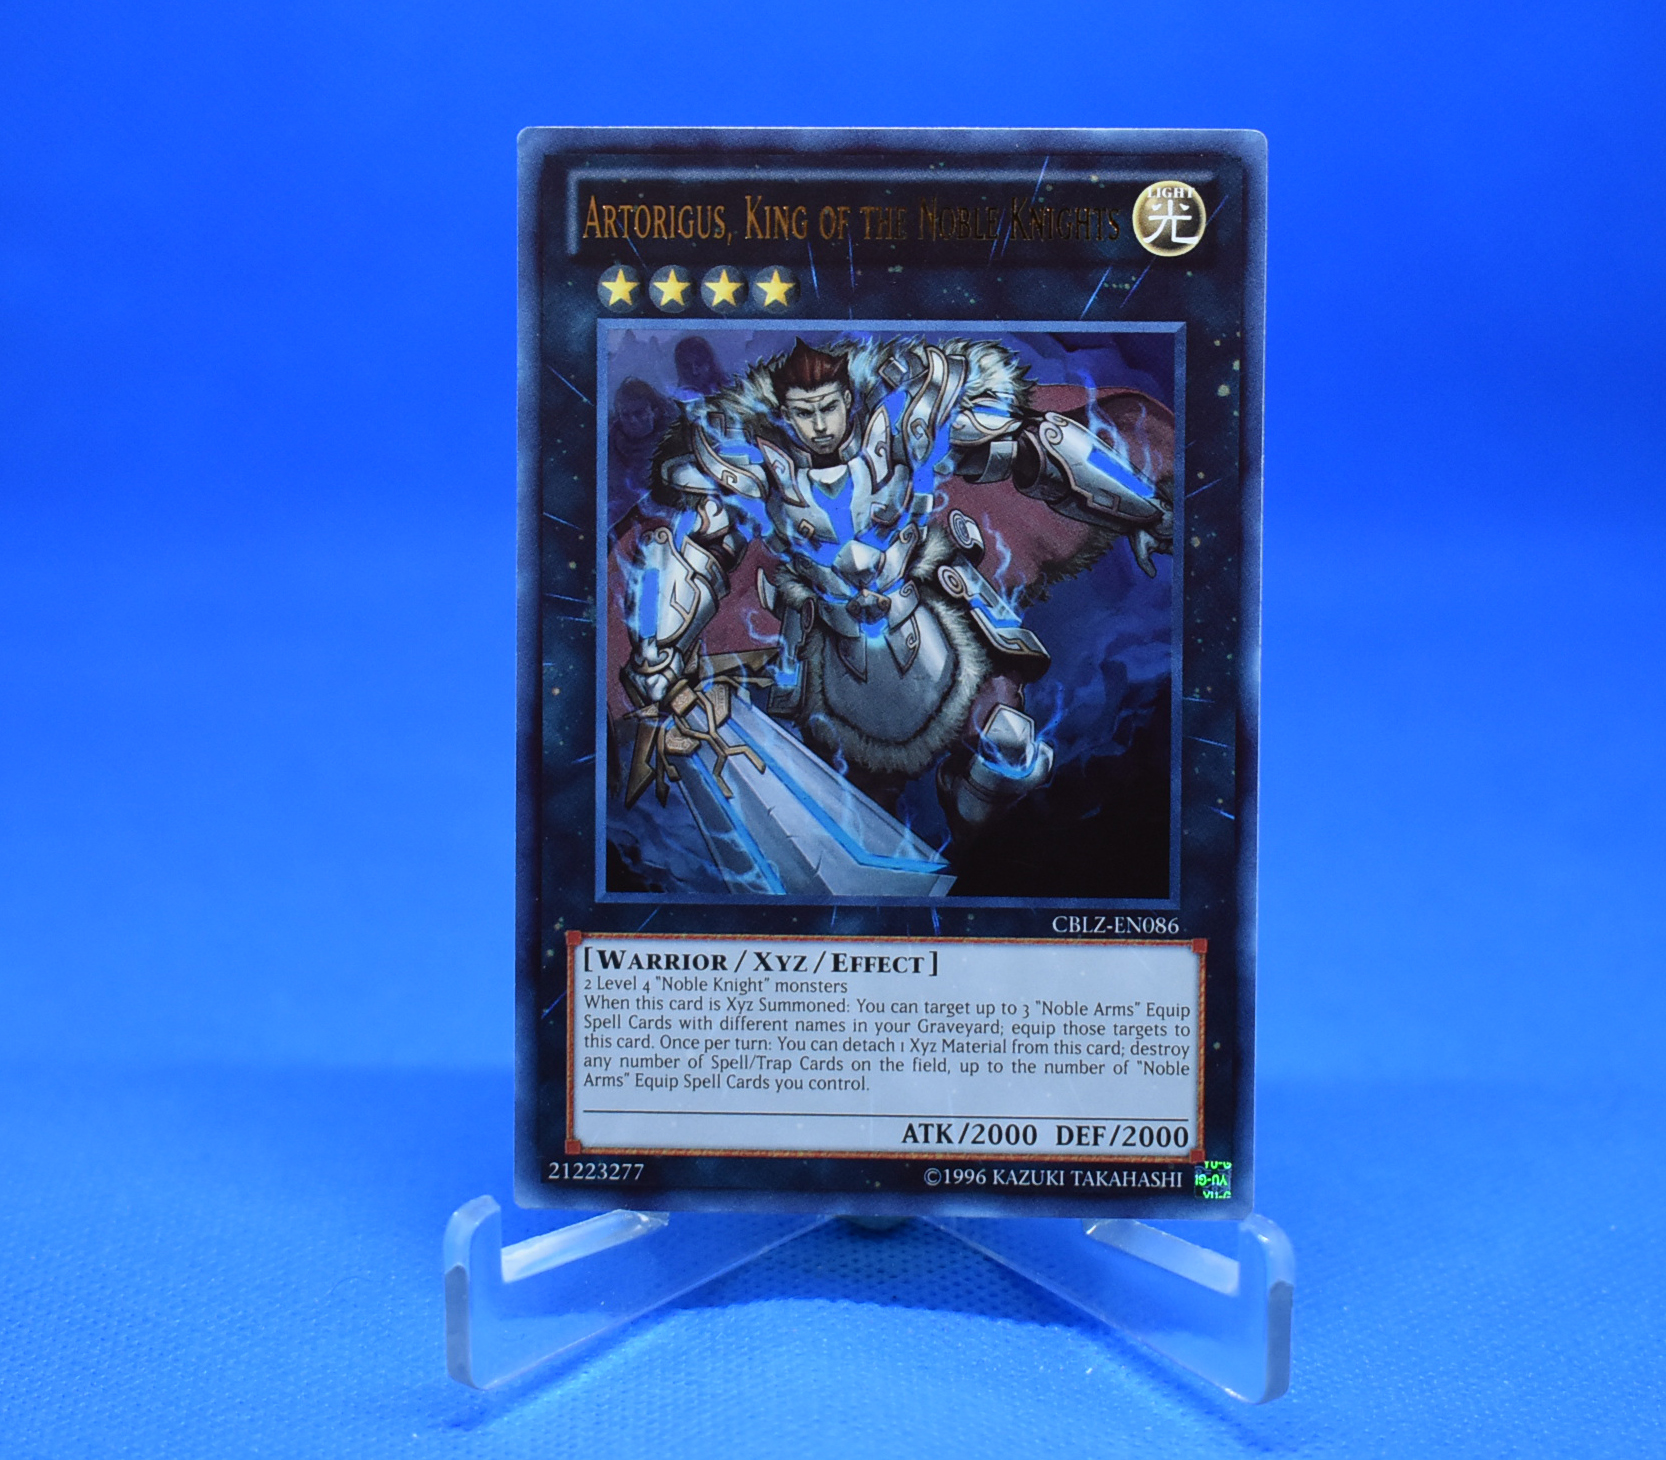 Artorigus, King of the Noble Knights
LIGHT
光
CBLZ-EN086
[Warrior / Xyz / Effect]
2 Level 4 "Noble Knight" monsters
When this card is Xyz Summoned: You can target up to 3 "Noble Arms" Equip
Spell Cards with different names in your Graveyard; equip those targets to
this card. Once per turn: You can detach 1 Xyz Material from this card; destroy
any number of Spell/Trap Cards on the field, up to the number of "Noble
Arms" Equip Spell Cards you control.
ATK/2000 DEF/2000
21223277
©1996 KAZUKI TAKAHASHI